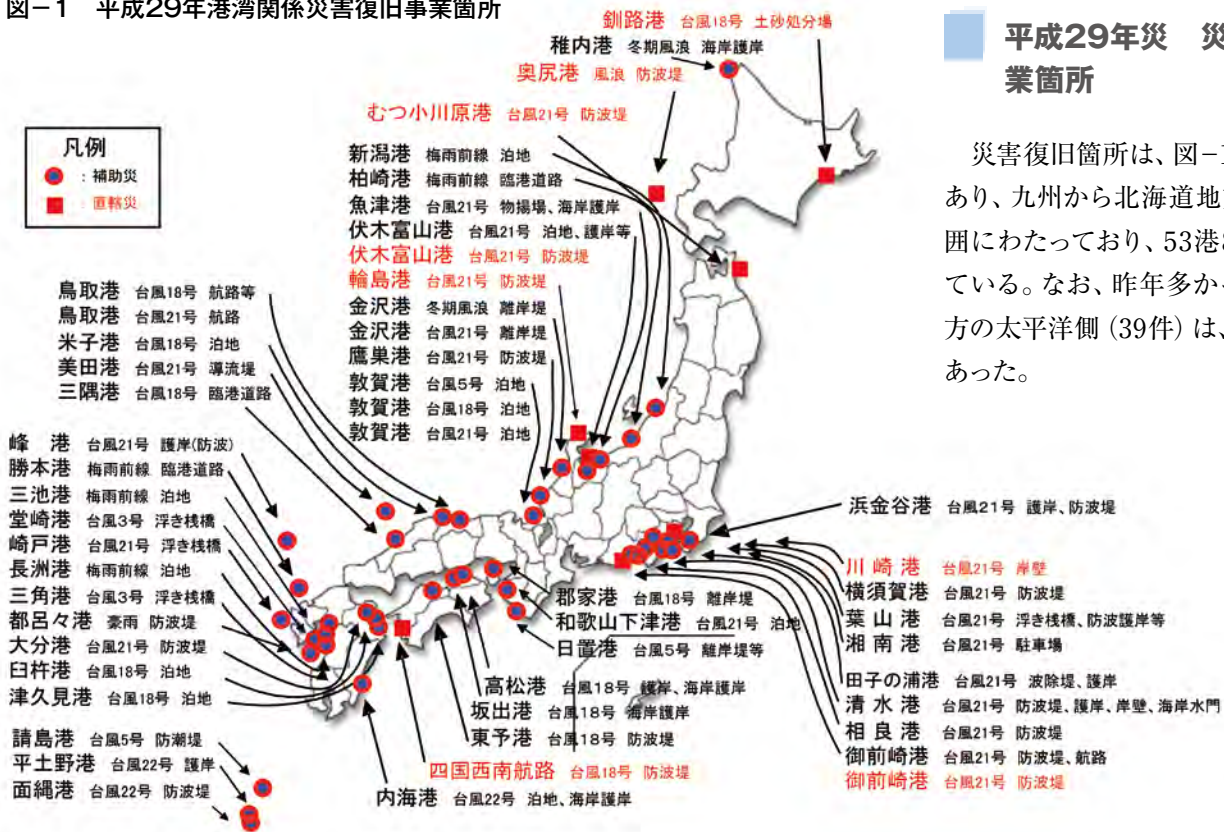 図−1 平成29年港湾関係災害復旧事業箇所
釧路港 台風18号 土砂処分場
稚内港 冬期風浪 海岸護岸
奥尻港 風浪 防波堤
むつ小川原港 台風21号 防波堤
新潟港 梅雨前線 泊地
柏崎港 梅雨前線 臨港道路
魚津港 台風21号 物揚場、海岸護岸
伏木富山港 台風21号 泊地、護岸等
伏木富山港 台風21号 防波堤
輪島港 台風21号 防波堤
金沢港 冬期風浪 離岸堤
金沢港 台風21号 離岸堤
鷹巣港 台風21号 防波堤
敦賀港 台風5号 泊地
敦賀港 台風18号 泊地
敦賀港 台風21号 泊地
凡例
：補助災
：直轄災
鳥取港 台風18号 航路等
鳥取港 台風21号 航路
米子港 台風18号 泊地
美田港 台風21号 導流堤
三隅港 台風18号 臨港道路
峰 港 台風21号 護岸(防波)
勝本港 梅雨前線 臨港道路
三池港 梅雨前線 泊地
堂崎港 台風3号 浮き桟橋
崎戸港 台風21号 浮き桟橋
長洲港 梅雨前線 泊地
三角港 台風3号 浮き桟橋
都呂々港 豪雨 防波堤
大分港 台風21号 防波堤
臼杵港 台風18号 泊地
津久見港 台風18号 泊地
請島港 台風5号 防潮堤
平土野港 台風22号 護岸
面縄港 台風22号 防波堤
郡家港 台風18号 離岸堤
和歌山下津港 台風21号 泊地
日置港 台風5号 離岸堤等
高松港 台風18号 護岸、海岸護岸
坂出港 台風18号 海岸護岸
東予港 台風18号 防波堤
四国西南航路 台風18号 防波堤
内海港 台風22号 泊地、海岸護岸
浜金谷港 台風21号 護岸、防波堤
川崎港 台風21号 岸壁
横須賀港 台風21号 防波堤
葉山港 台風21号 浮き桟橋、防波護岸等
湘南港 台風21号 駐車場
田子の浦港 台風21号 波除堤、護岸
清水港 台風21号 防波堤、護岸、岸壁、海岸水門
相良港 台風21号 防波堤
御前崎港 台風21号 防波堤、航路
御前崎港 台風21号 防波堤
平成29年災 災
業箇所
災害復旧箇所は、図−1
あり、九州から北海道地
囲にわたっており、53港
ている。なお、昨年多か
方の太平洋側（39件）は、
あった。